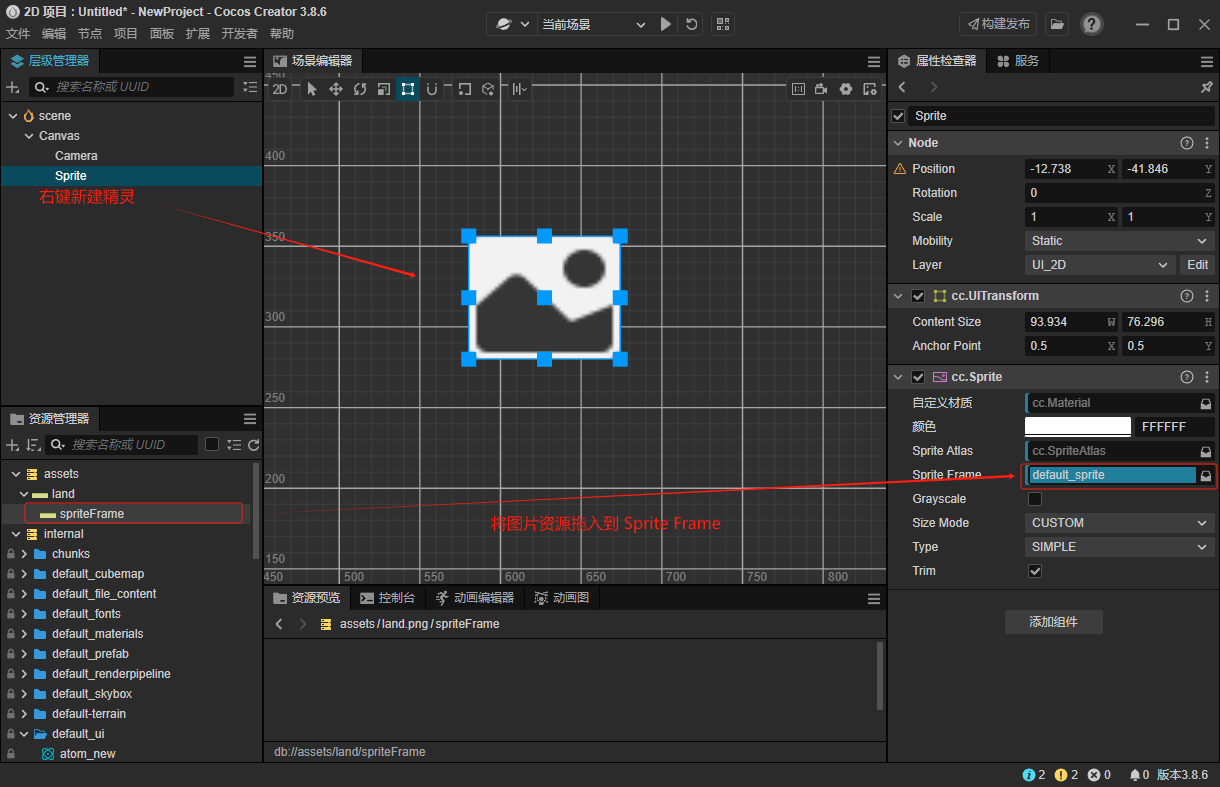 2D 项目 : Untitled* - NewProject - Cocos Creator 3.8.6
文件 编辑 节点 项目 面板 扩展 开发者 帮助
当前场景
构建发布
层级管理器
搜索名称或 UUID
scene
Canvas
Camera
Sprite
右键新建精灵
资源管理器
搜索名称或 UUID
assets
land
spriteFrame
internal
chunks
default_cubemap
default_file_content
default_fonts
default_materials
default_prefab
default_renderpipeline
default_skybox
default-terrain
default_ui
atom_new
场景编辑器
2D
450
400
350
300
250
200
150
450 500 550 600 650 700 750 800
将图片资源拖入到 Sprite Frame
资源预览 控制台 动画编辑器 动画图
assets / land.png / spriteFrame
db://assets/land/spriteFrame
属性检查器 服务
Sprite
Node
Position -12.738 X -41.846 Y
Rotation 0 Z
Scale 1 X 1 Y
Mobility Static
Layer UI_2D Edit
cc.UITransform
Content Size 93.934 W 76.296 H
Anchor Point 0.5 X 0.5 Y
cc.Sprite
自定义材质 cc.Material
颜色 FFFFFF
Sprite Atlas cc.SpriteAtlas
Sprite Frame default_sprite
Grayscale
Size Mode CUSTOM
Type SIMPLE
Trim
添加组件
2 2 0 0 版本3.8.6